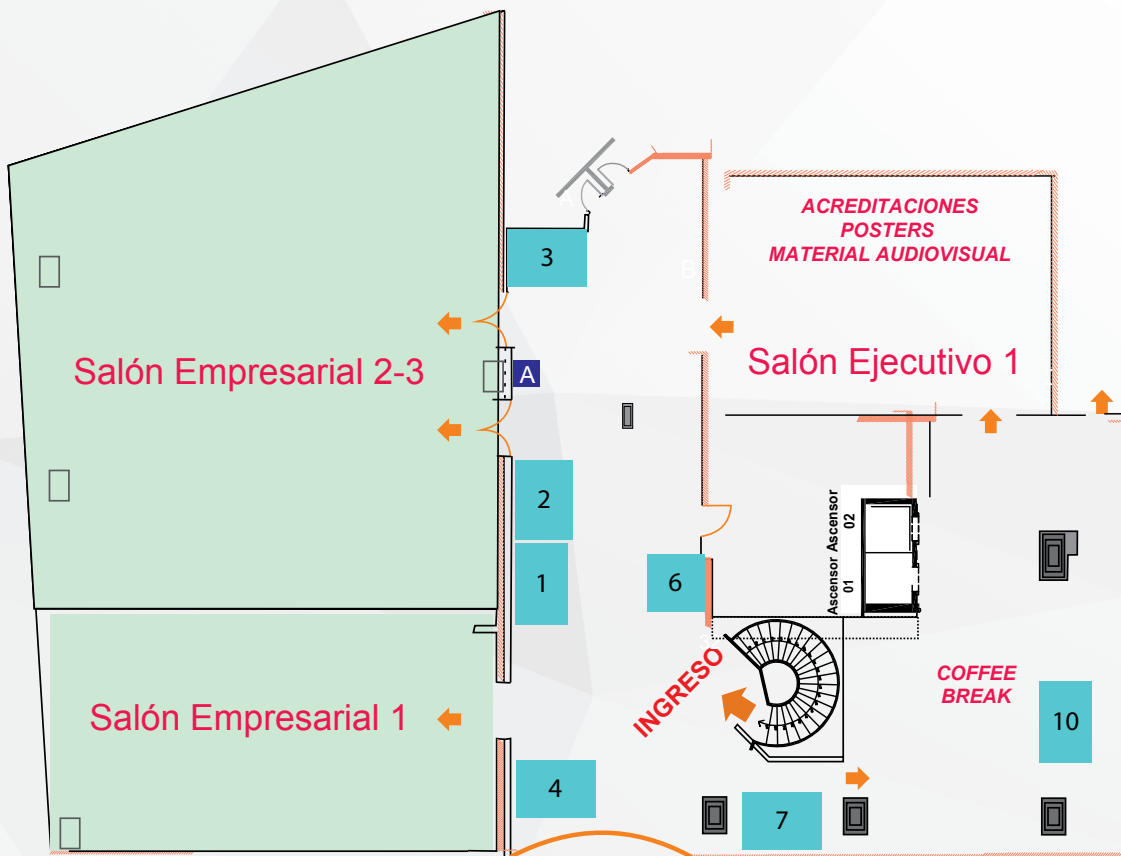 ACREDITACIONES
POSTERS
MATERIAL AUDIOVISUAL
A
3
B
Salón Empresarial 2-3
A
Salón Ejecutivo 1
2
Ascensor 02
1
6
Ascensor 01
INGRESO
COFFEE
BREAK
Salón Empresarial 1
10
4
7